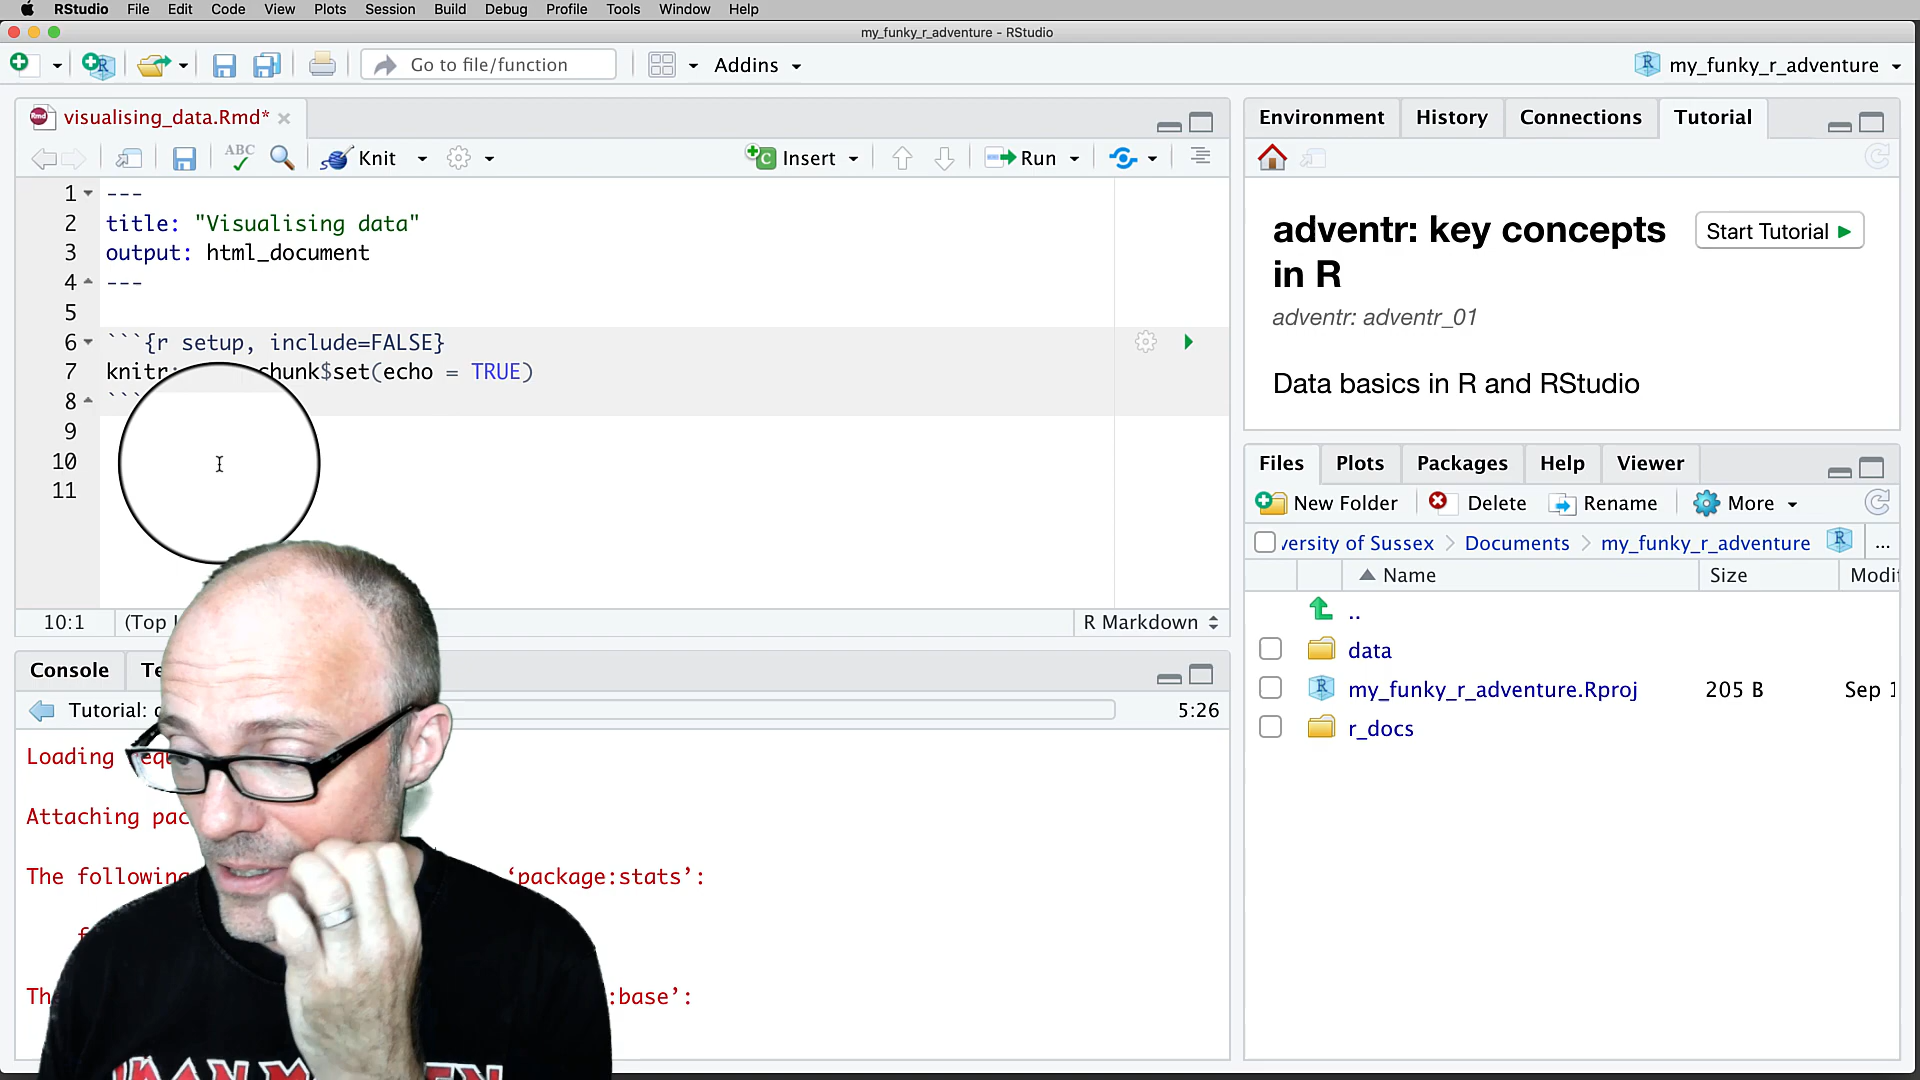 RStudio File Edit Code View Plots Session Build Debug Profile Tools Window Help
my_funky_r_adventure - RStudio
Go to file/function Addins my_funky_r_adventure
visualising_data.Rmd*
ABC Knit Insert Run
1 ---
2 title: "Visualising data"
3 output: html_document
4 ---
5
6 ```{r setup, include=FALSE}
7 knitr: chunk$set(echo = TRUE)
8 ```
9
10
11
10:1 (Top R Markdown
Console
Tutorial: 5:26
Loading
Attaching
The following ‘package:stats’:
:base’:
IRON MAIDEN
Environment History Connections Tutorial
adventr: key concepts
in R
Start Tutorial
adventr: adventr_01
Data basics in R and RStudio
Files Plots Packages Help Viewer
New Folder Delete Rename More
versity of Sussex Documents my_funky_r_adventure ...
Name Size
..
data
my_funky_r_adventure.Rproj 205 B Sep
r_docs